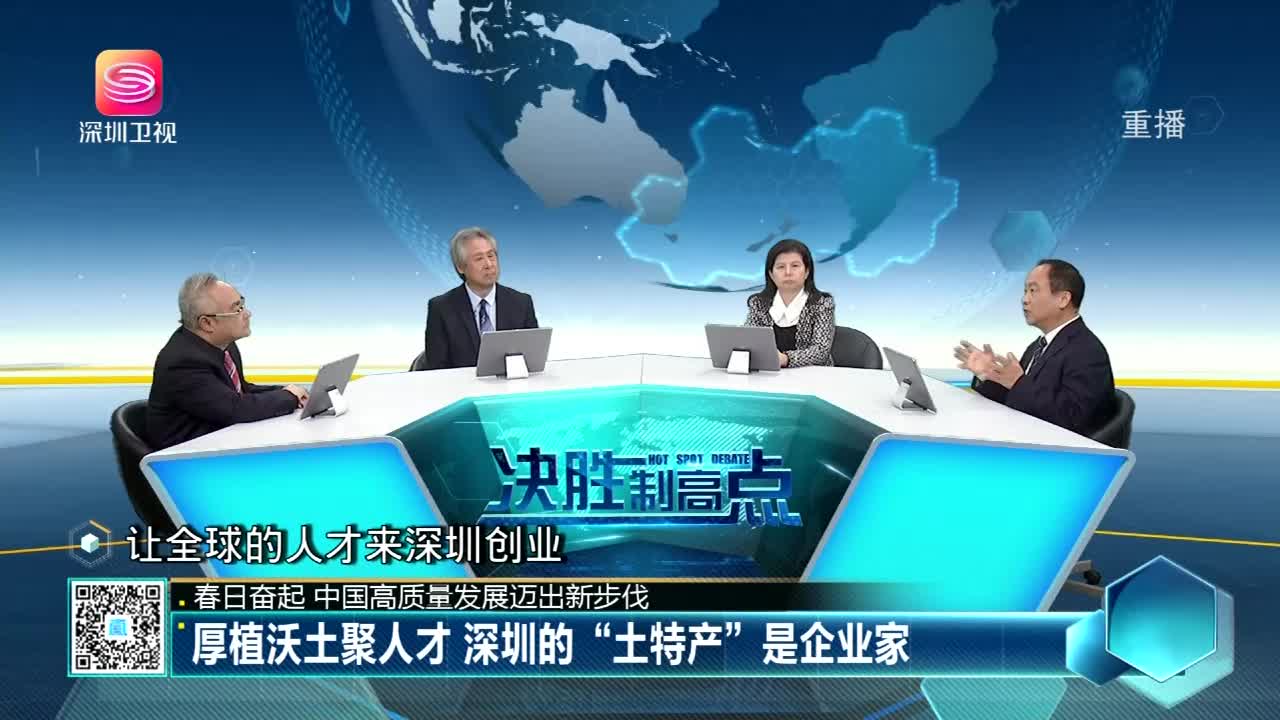 深圳卫视
重播
HOT SPOT DEBATE
决胜制高点
让全球的人才来深圳创业
春日奋起 中国高质量发展迈出新步伐
厚植沃土聚人才 深圳的“土特产”是企业家